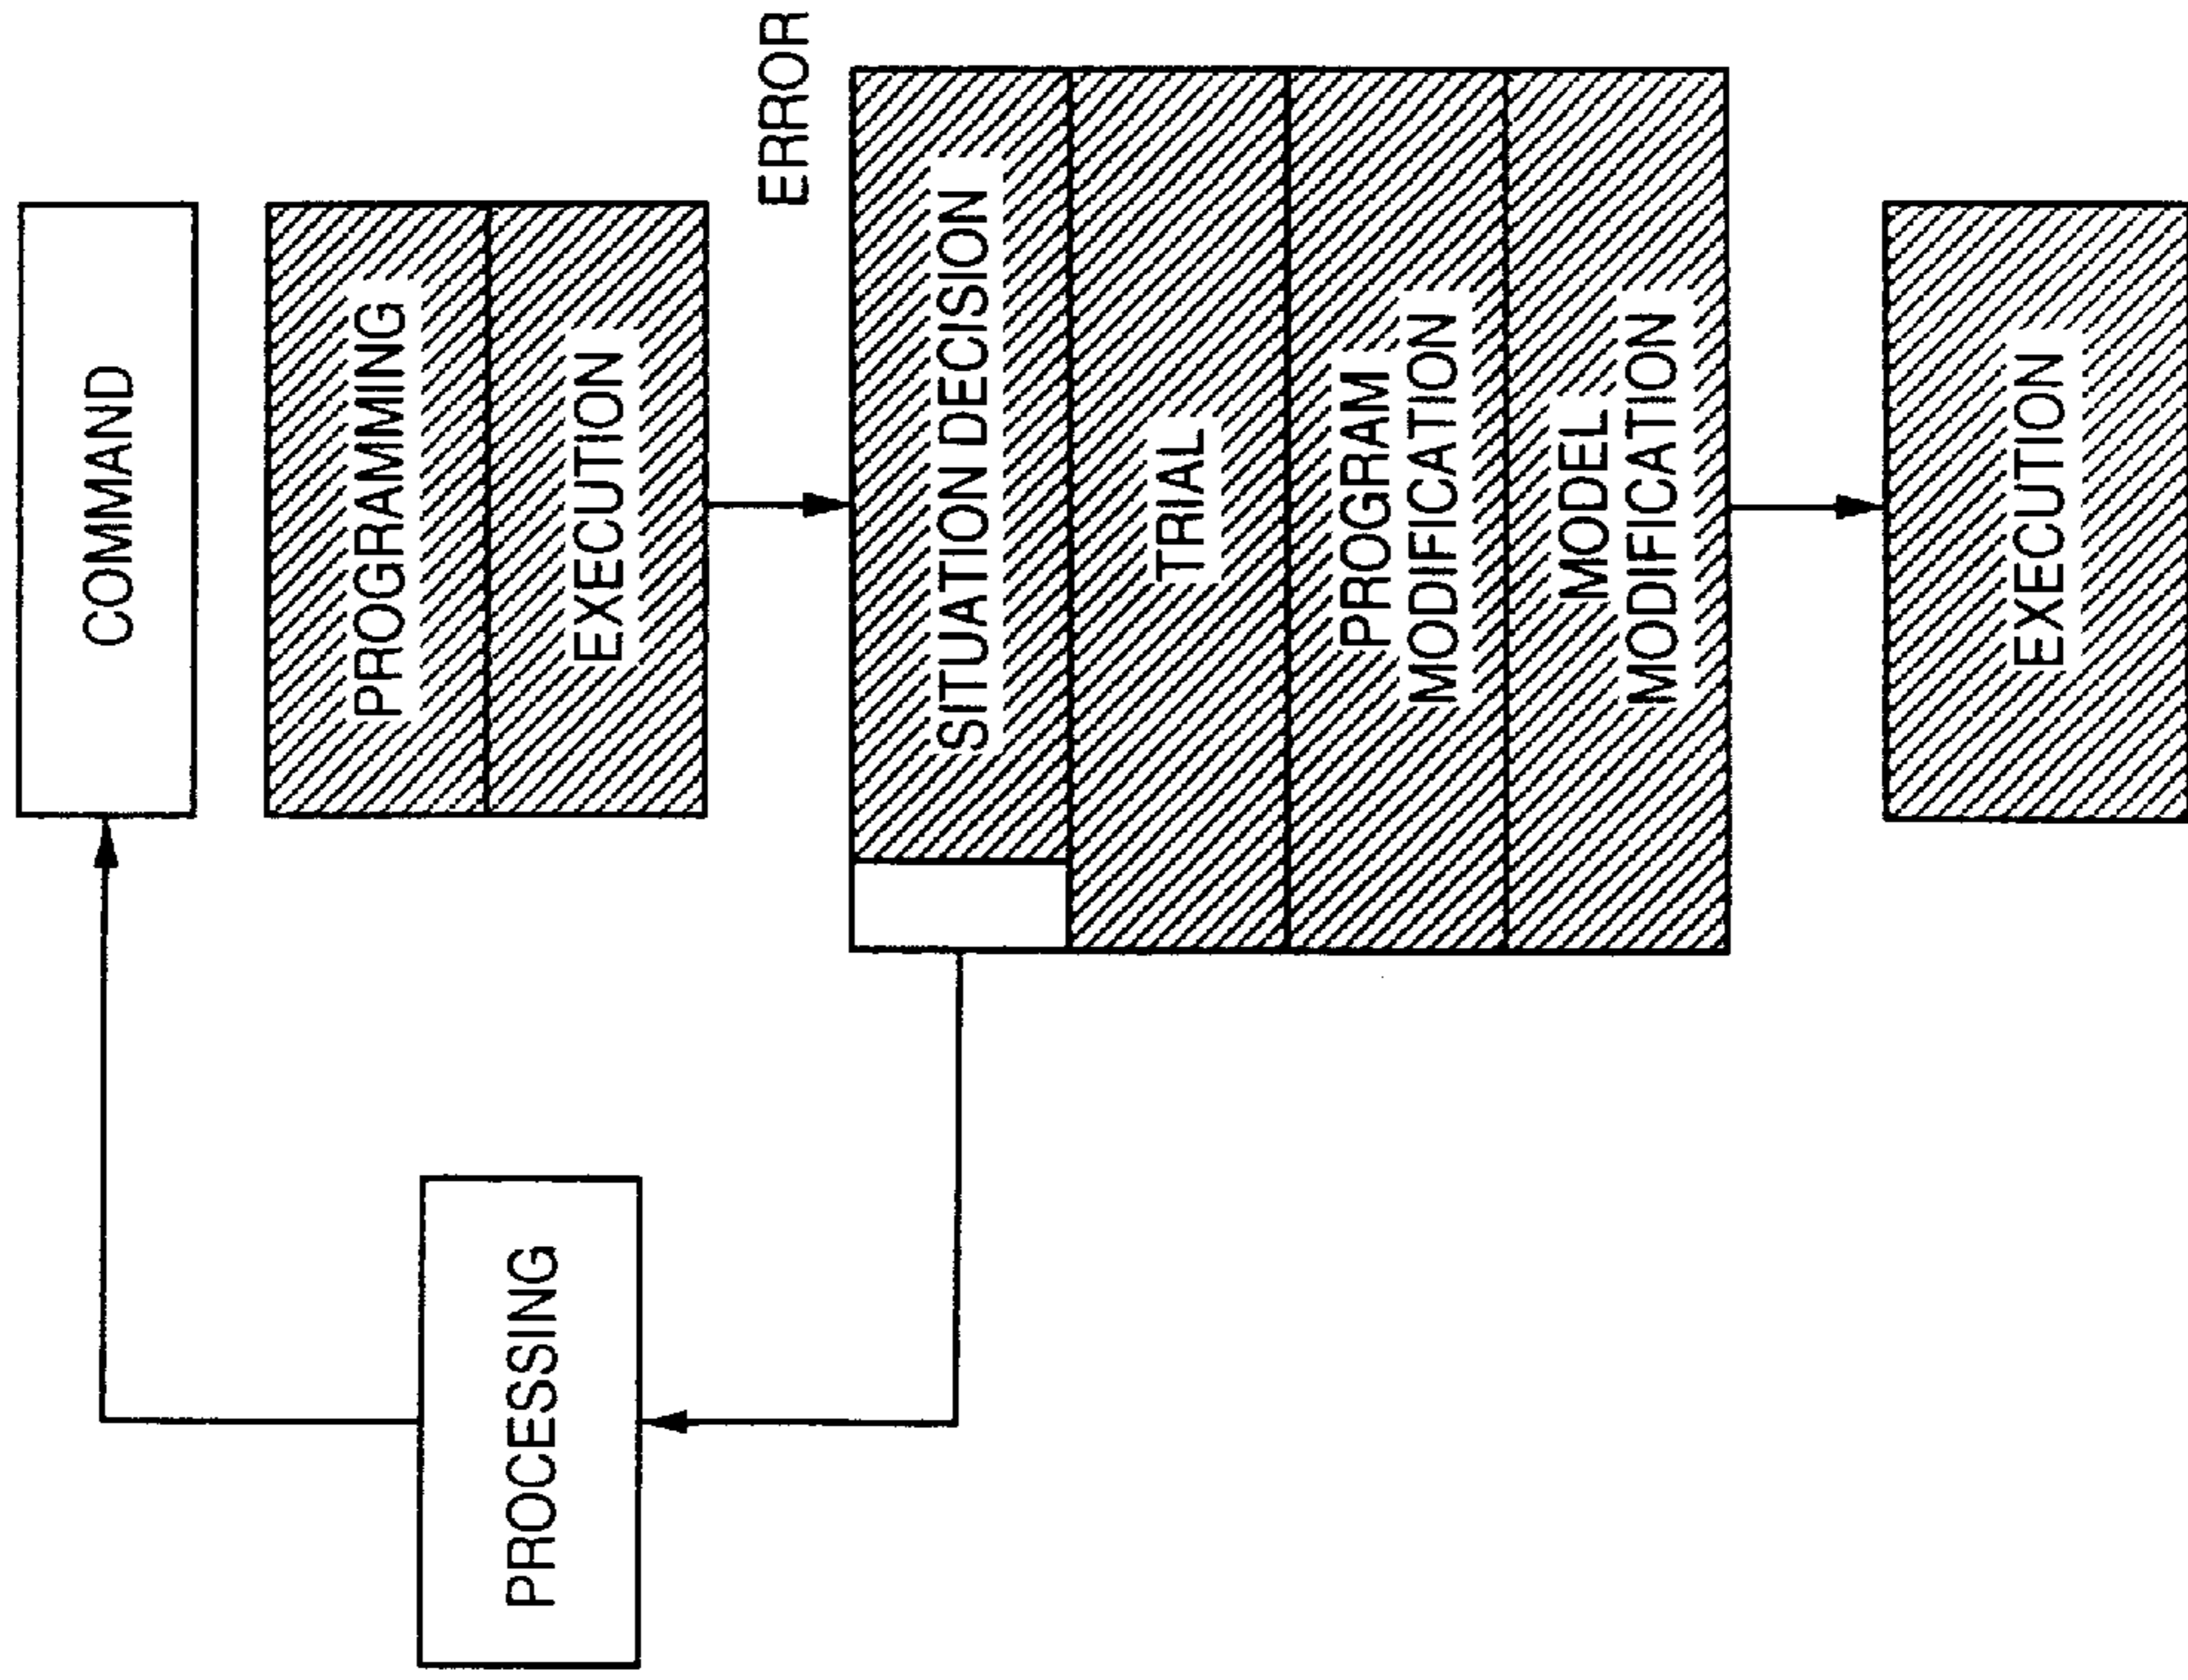 COMMAND
PROGRAMMING
EXECUTION
ERROR
SITUATION DECISION
TRIAL
PROGRAM
MODIFICATION
MODEL
MODIFICATION
EXECUTION
PROCESSING